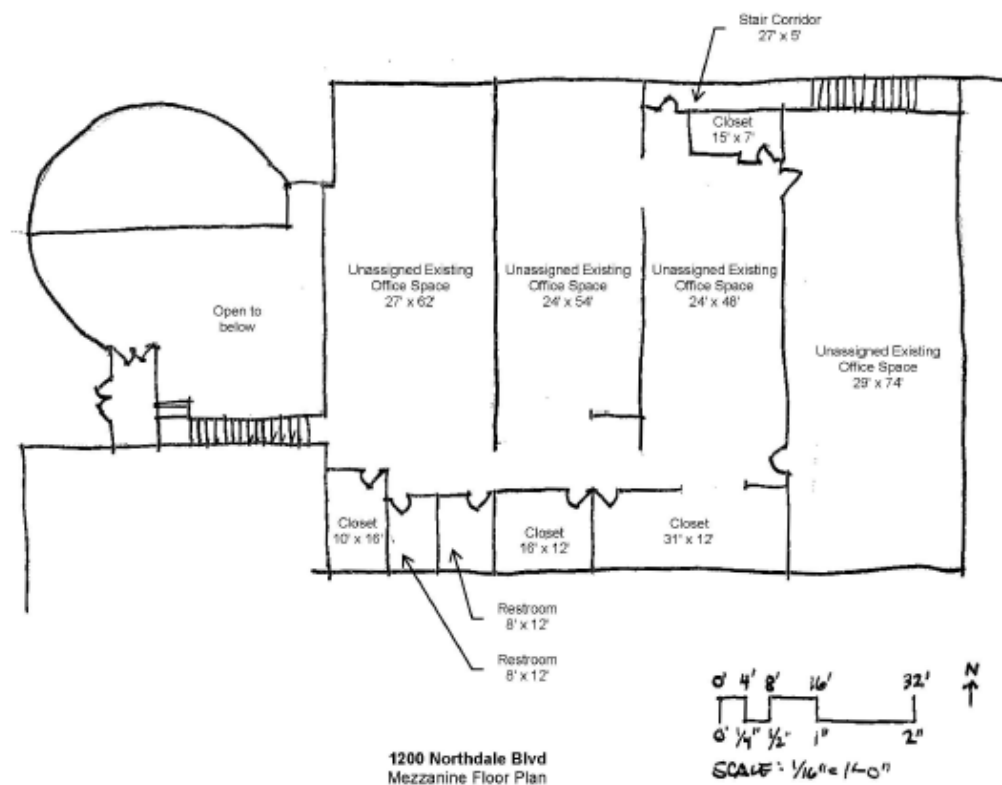 Stair Corridor
27' x 5'
Closet
15' x 7'
Unassigned Existing
Office Space
27' x 62'
Unassigned Existing
Office Space
24' x 54'
Unassigned Existing
Office Space
24' x 48'
Open to
below
Unassigned Existing
Office Space
29' x 74'
Closet
10' x 16'
Closet
16' x 12'
Closet
31' x 12'
Restroom
8' x 12'
Restroom
8' x 12'
0' 4' 8' 16' 32'
0' 1/4" 1/2" 1" 2"
SCALE: 1/16" = 1'-0"
N
1200 Northdale Blvd
Mezzanine Floor Plan